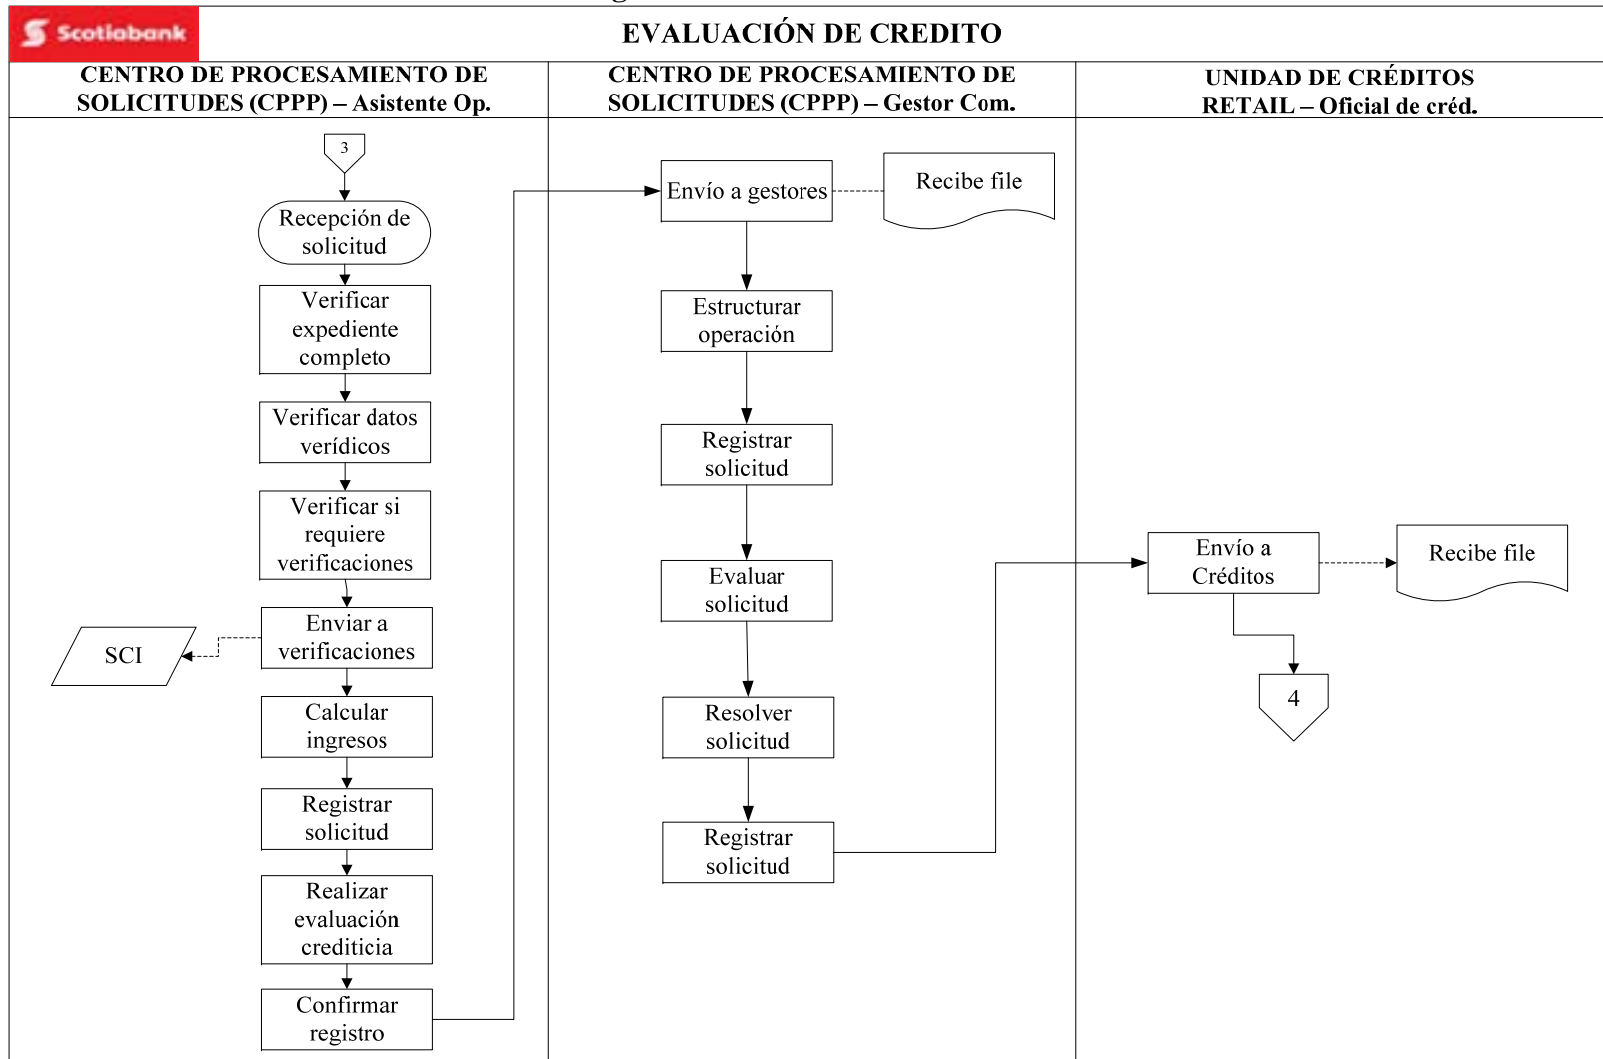 Scotiabank
EVALUACIÓN DE CREDITO
CENTRO DE PROCESAMIENTO DE
SOLICITUDES (CPPP) – Asistente Op.
CENTRO DE PROCESAMIENTO DE
SOLICITUDES (CPPP) – Gestor Com.
UNIDAD DE CRÉDITOS
RETAIL – Oficial de créd.
3
Recepción de
solicitud
Verificar
expediente
completo
Verificar datos
verídicos
Verificar si
requiere
verificaciones
Enviar a
verificaciones
SCI
Calcular
ingresos
Registrar
solicitud
Realizar
evaluación
crediticia
Confirmar
registro
Envío a gestores
Recibe file
Estructurar
operación
Registrar
solicitud
Evaluar
solicitud
Resolver
solicitud
Registrar
solicitud
Envío a
Créditos
Recibe file
4